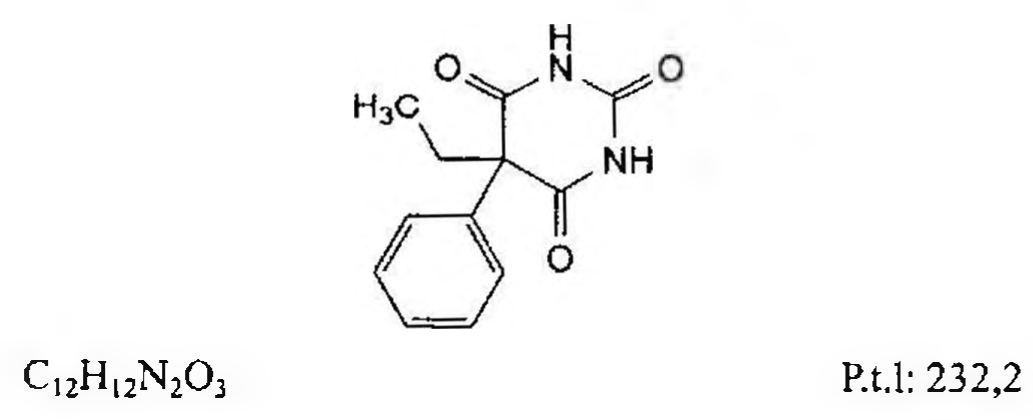 H
N
O
O
H₃C
NH
O
C₁₂H₁₂N₂O₃
P.t.l: 232,2